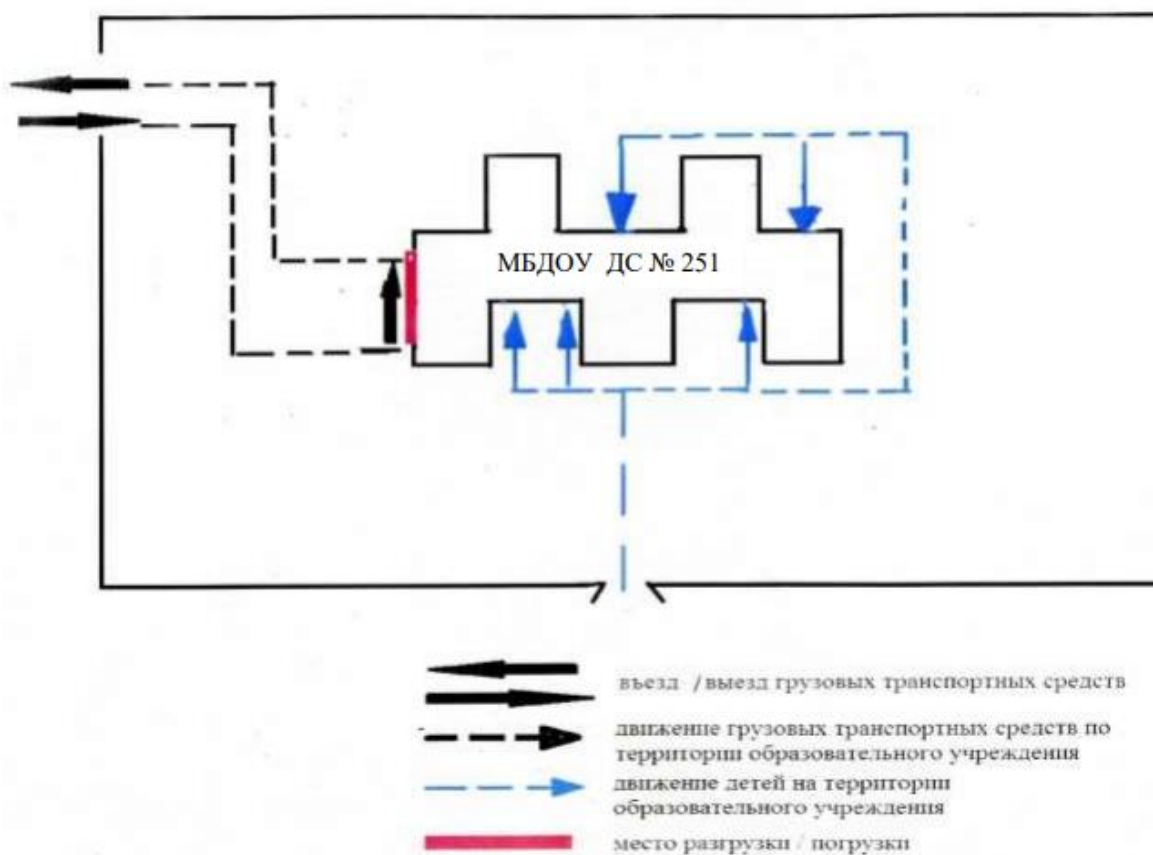 МБДОУ ДС № 251
въезд / выезд грузовых транспортных средств
движение грузовых транспортных средств по
территории образовательного учреждения
движение детей на территории
образовательного учреждения
место разгрузки / погрузки